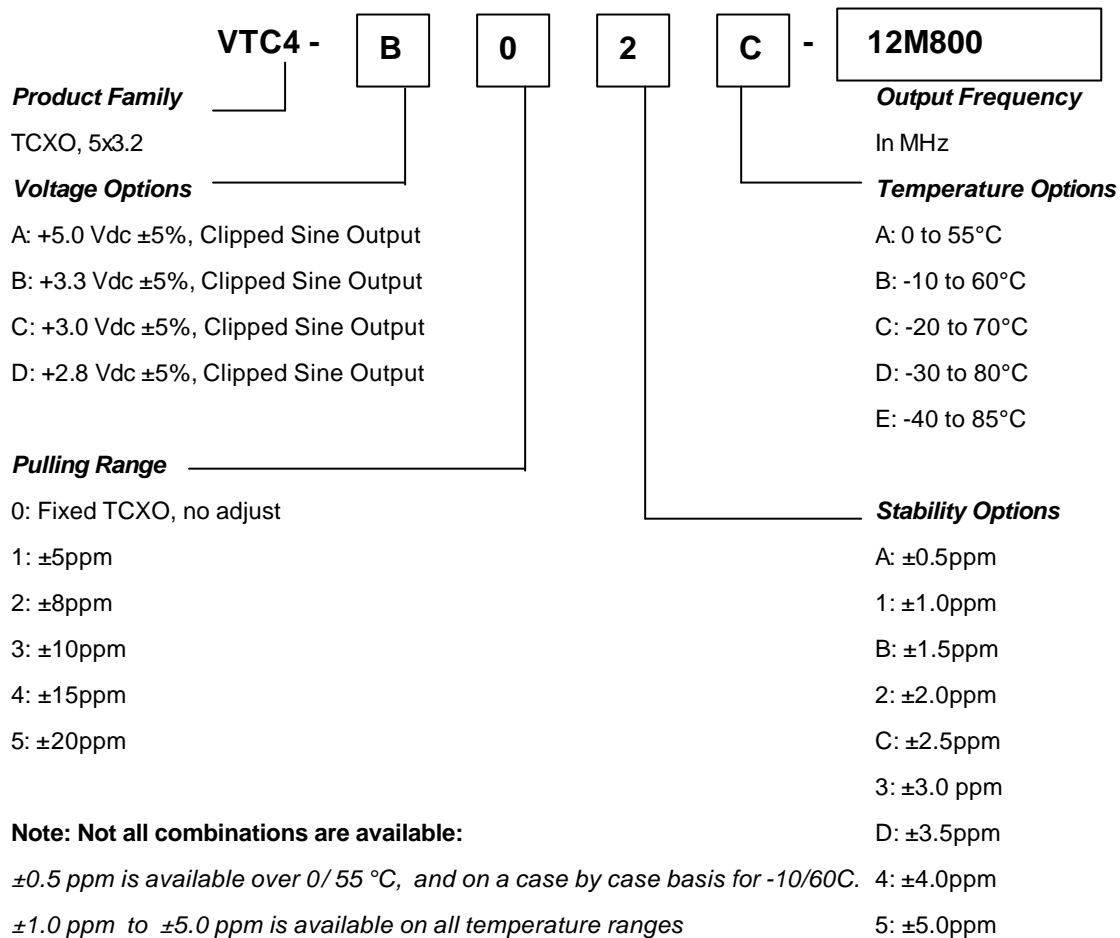 VTC4 - B 0 2 C - 12M800
Product Family
TCXO, 5x3.2
Voltage Options
A: +5.0 Vdc ±5%, Clipped Sine Output
B: +3.3 Vdc ±5%, Clipped Sine Output
C: +3.0 Vdc ±5%, Clipped Sine Output
D: +2.8 Vdc ±5%, Clipped Sine Output
Pulling Range
0: Fixed TCXO, no adjust
1: ±5ppm
2: ±8ppm
3: ±10ppm
4: ±15ppm
5: ±20ppm
Note: Not all combinations are available:
±0.5 ppm is available over 0/ 55 °C, and on a case by case basis for -10/60C.
±1.0 ppm to ±5.0 ppm is available on all temperature ranges
Output Frequency
In MHz
Temperature Options
A: 0 to 55°C
B: -10 to 60°C
C: -20 to 70°C
D: -30 to 80°C
E: -40 to 85°C
Stability Options
A: ±0.5ppm
1: ±1.0ppm
B: ±1.5ppm
2: ±2.0ppm
C: ±2.5ppm
3: ±3.0 ppm
D: ±3.5ppm
4: ±4.0ppm
5: ±5.0ppm